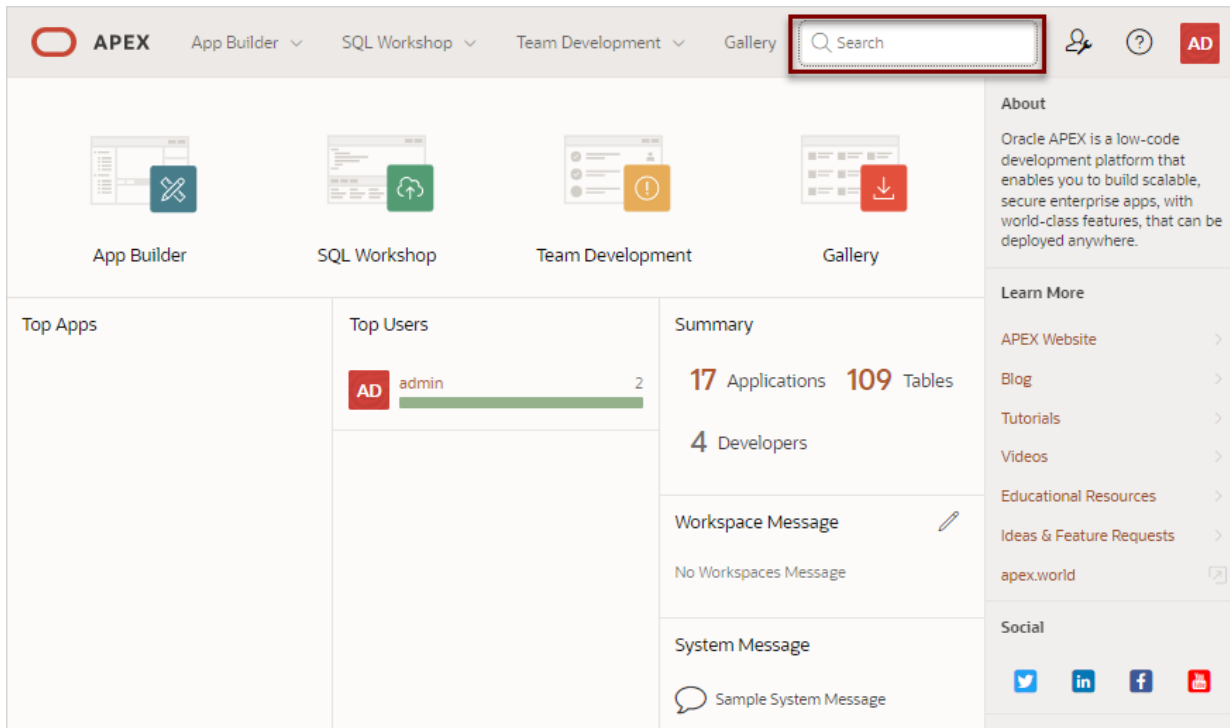 APEX App Builder SQL Workshop Team Development Gallery Search AD
App Builder SQL Workshop Team Development Gallery
Top Apps
Top Users
AD admin 2
Summary
17 Applications 109 Tables
4 Developers
Workspace Message
No Workspaces Message
System Message
Sample System Message
About
Oracle APEX is a low-code
development platform that
enables you to build scalable,
secure enterprise apps, with
world-class features, that can be
deployed anywhere.
Learn More
APEX Website
Blog
Tutorials
Videos
Educational Resources
Ideas & Feature Requests
apex.world
Social